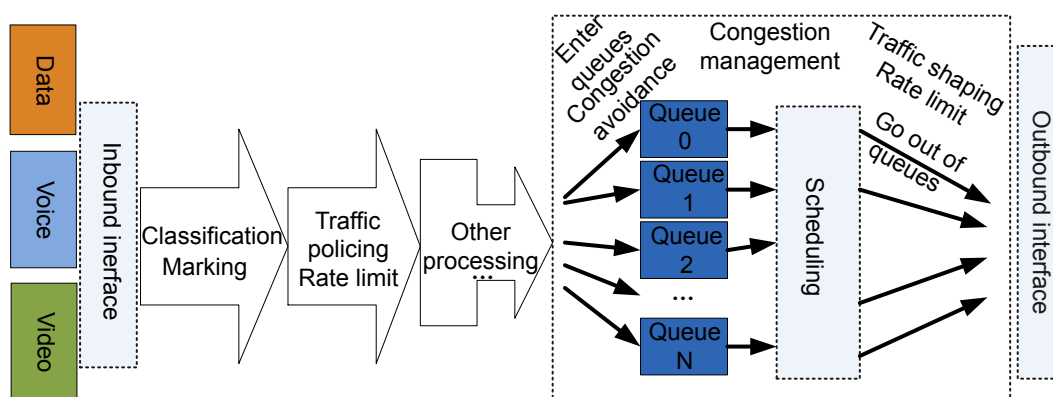 Data
Voice
Video
Inbound inerface
Classification
Marking
Traffic
policing
Rate limit
Other
processing
...
Enter
queues
Congestion
avoidance
Congestion
management
Traffic shaping
Rate limit
Queue
0
Queue
1
Queue
2
...
Queue
N
Scheduling
Go out of
queues
Outbound interface